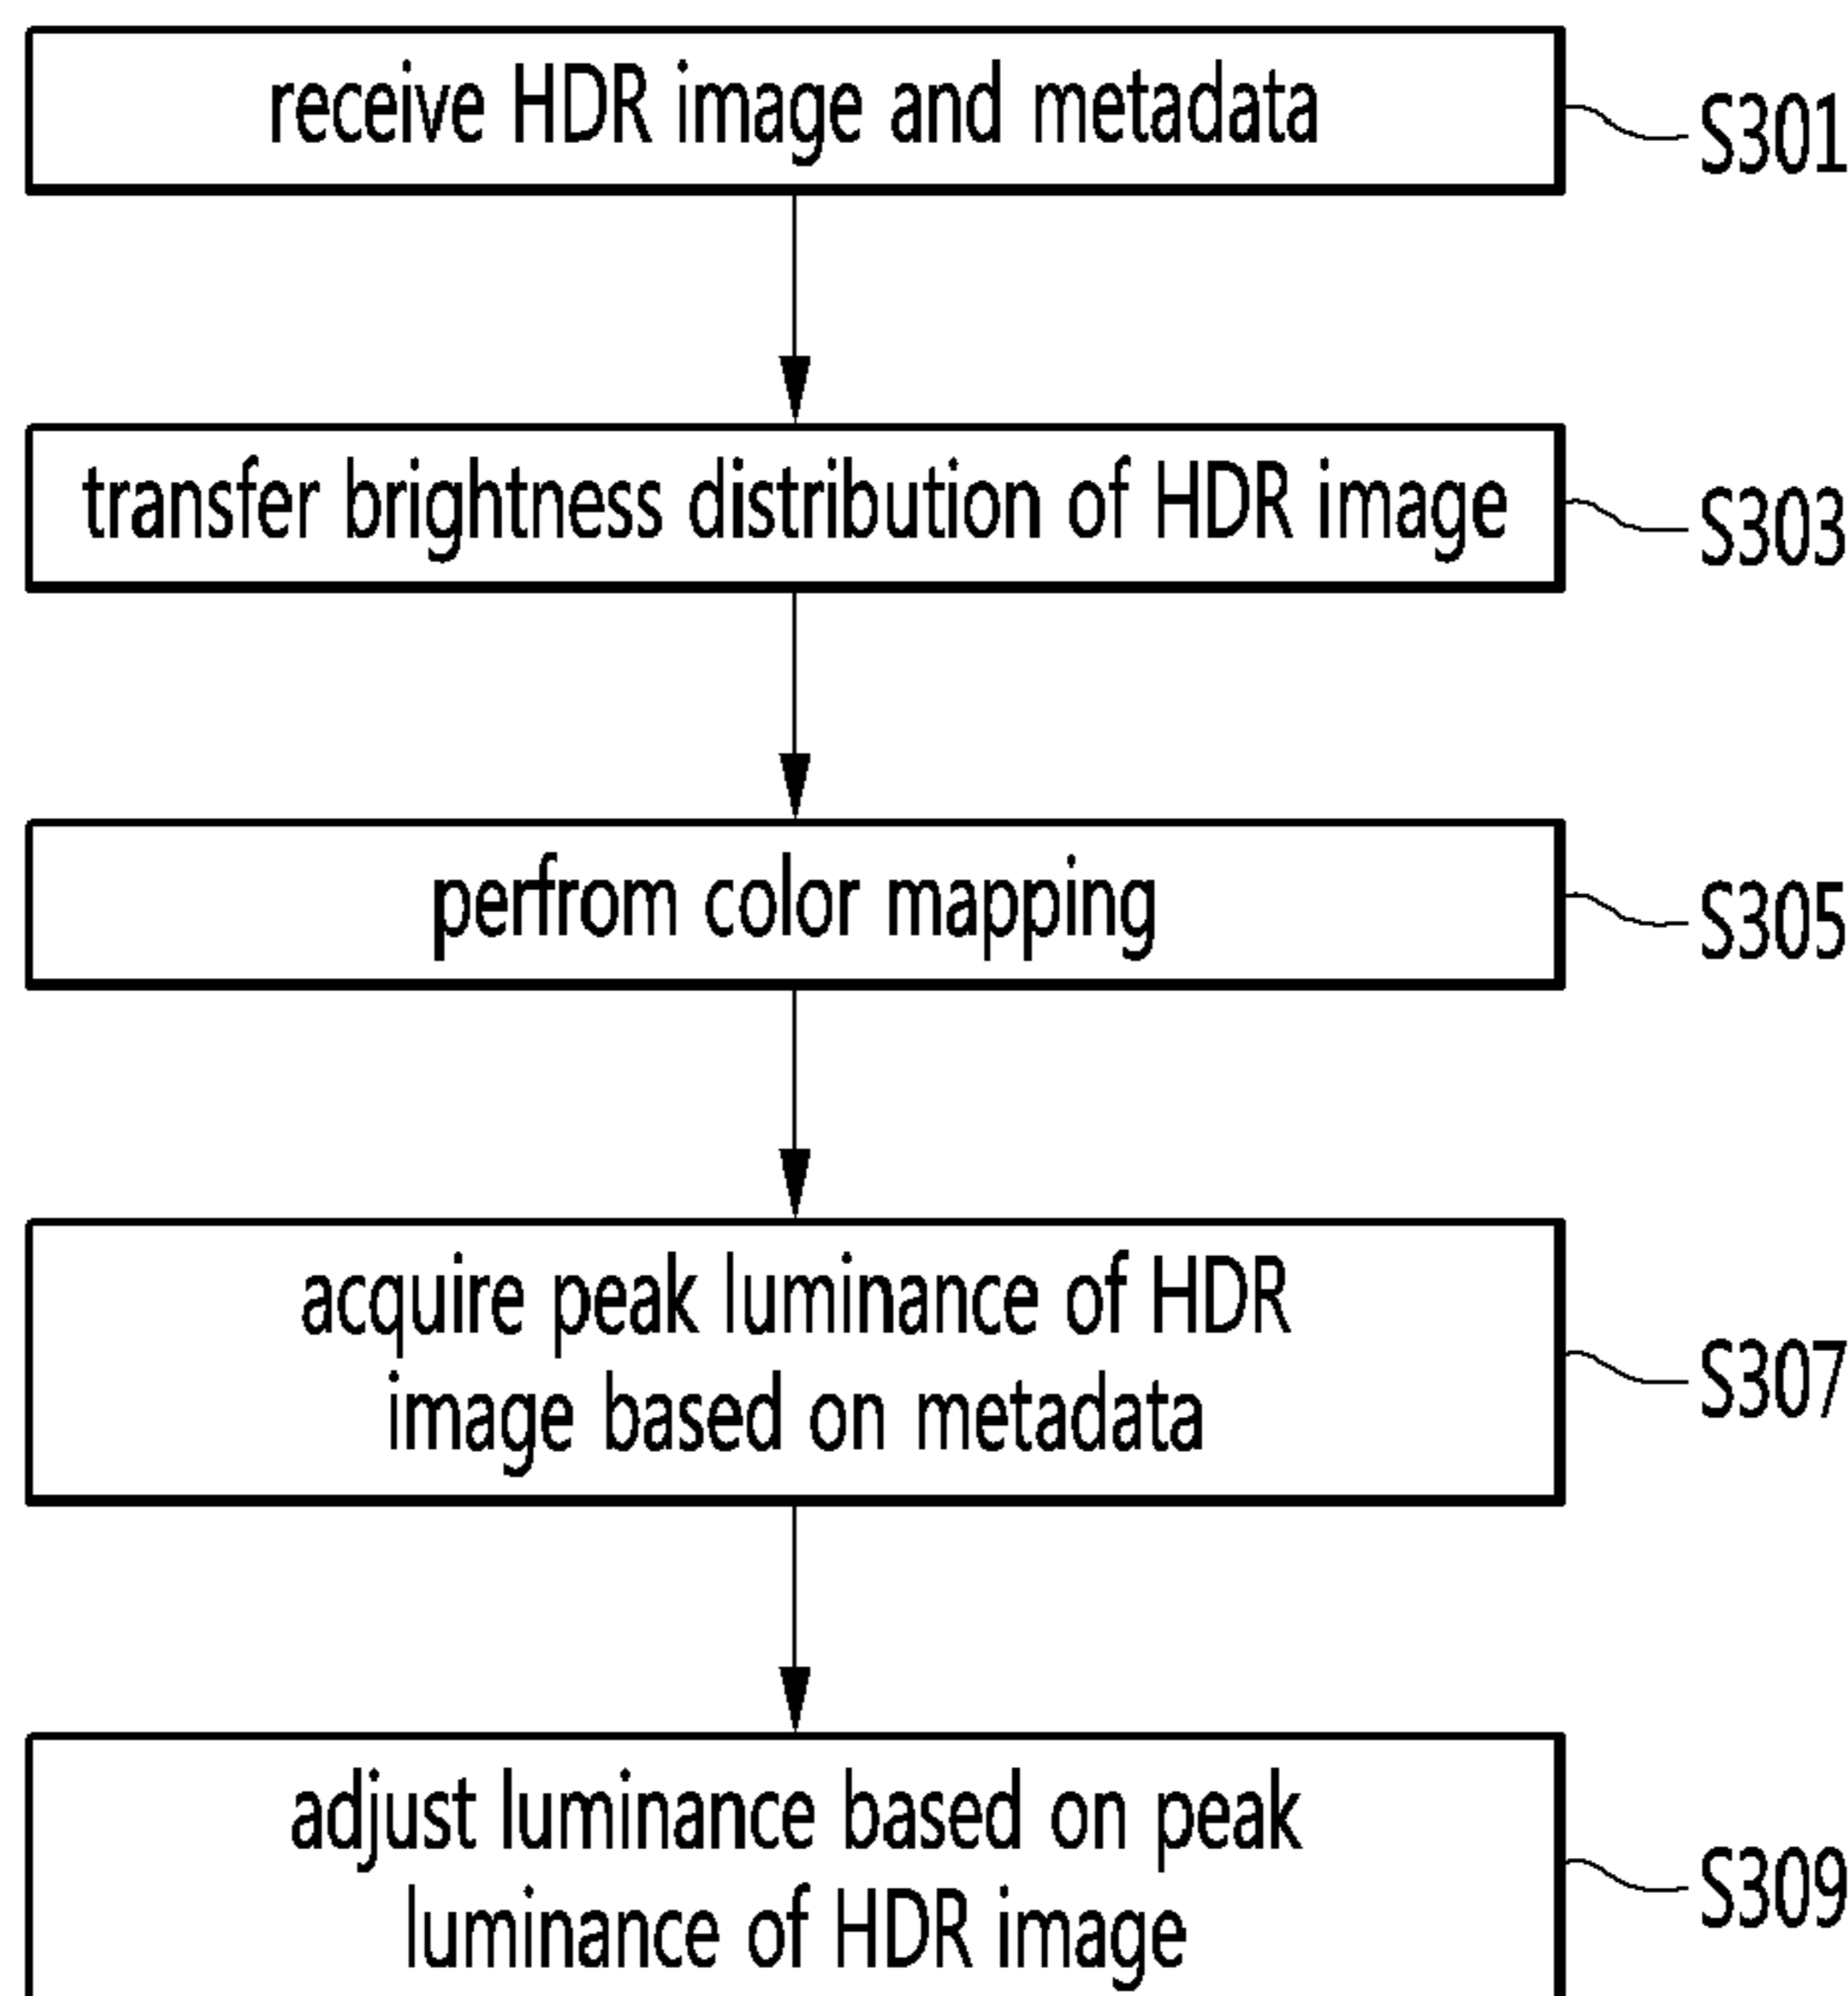 receive HDR image and metadata
S301
transfer brightness distribution of HDR image
S303
perfrom color mapping
S305
acquire peak luminance of HDR
image based on metadata
S307
adjust luminance based on peak
luminance of HDR image
S309